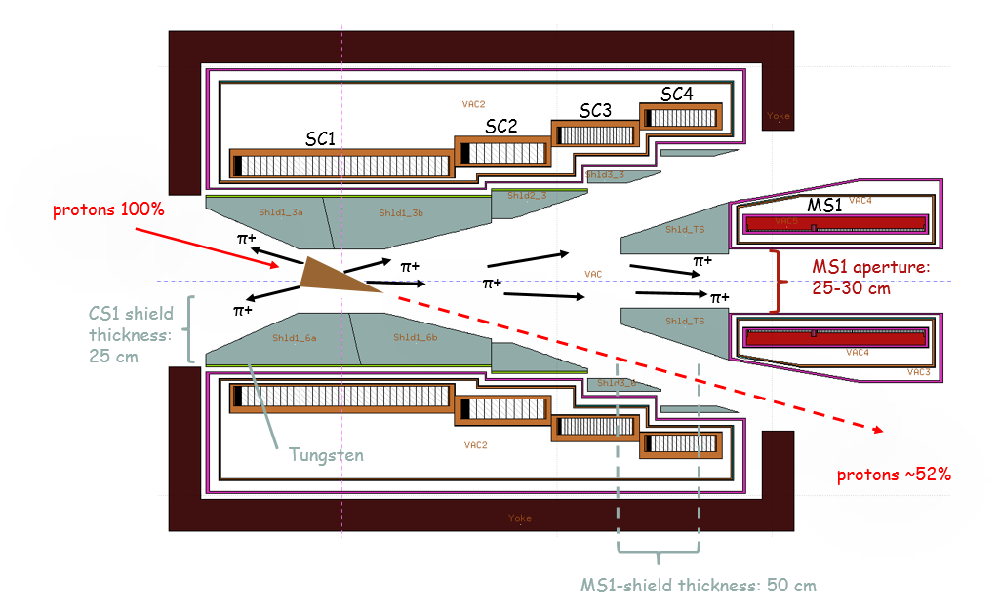 SC4
SC3
SC2
SC1
VAC2
Yoke
Shld3_3
Shld2_3
Shld1_3a
Shld1_3b
MS1
VAC4
VAC5
protons 100%
Shld_TS
π+
π+
π+
π+
π+
π+
π+
VAC
MS1 aperture:
25-30 cm
CS1 shield
thickness:
25 cm
Shld1_6a
Shld1_6b
Shld_TS
VAC4
VAC3
VAC2
Tungsten
protons ~52%
Yoke
MS1-shield thickness: 50 cm